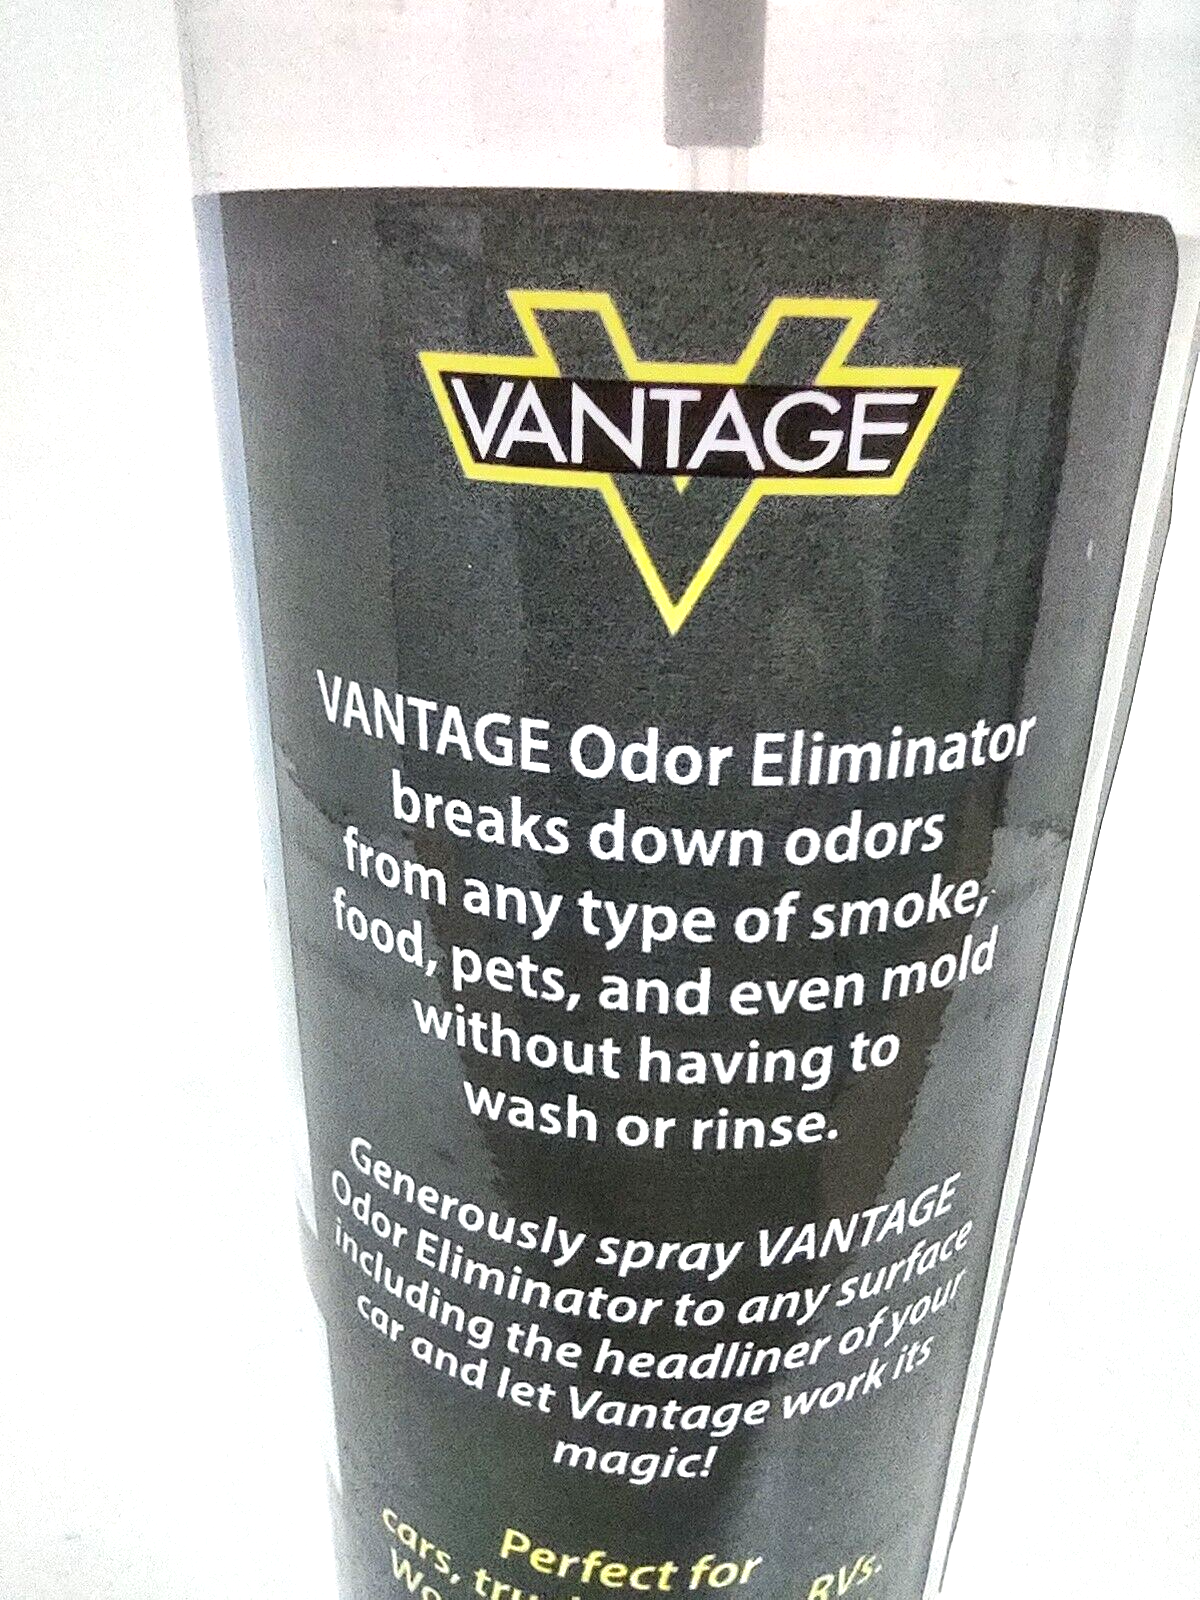 VANTAGE
VANTAGE Odor Eliminator
breaks down odors
from any type of smoke,
food, pets, and even mold
without having to
wash or rinse.
Generously spray VANTAGE
Odor Eliminator to any surface
including the headliner of your
car and let Vantage work its
magic!
Perfect for
cars, RVs.